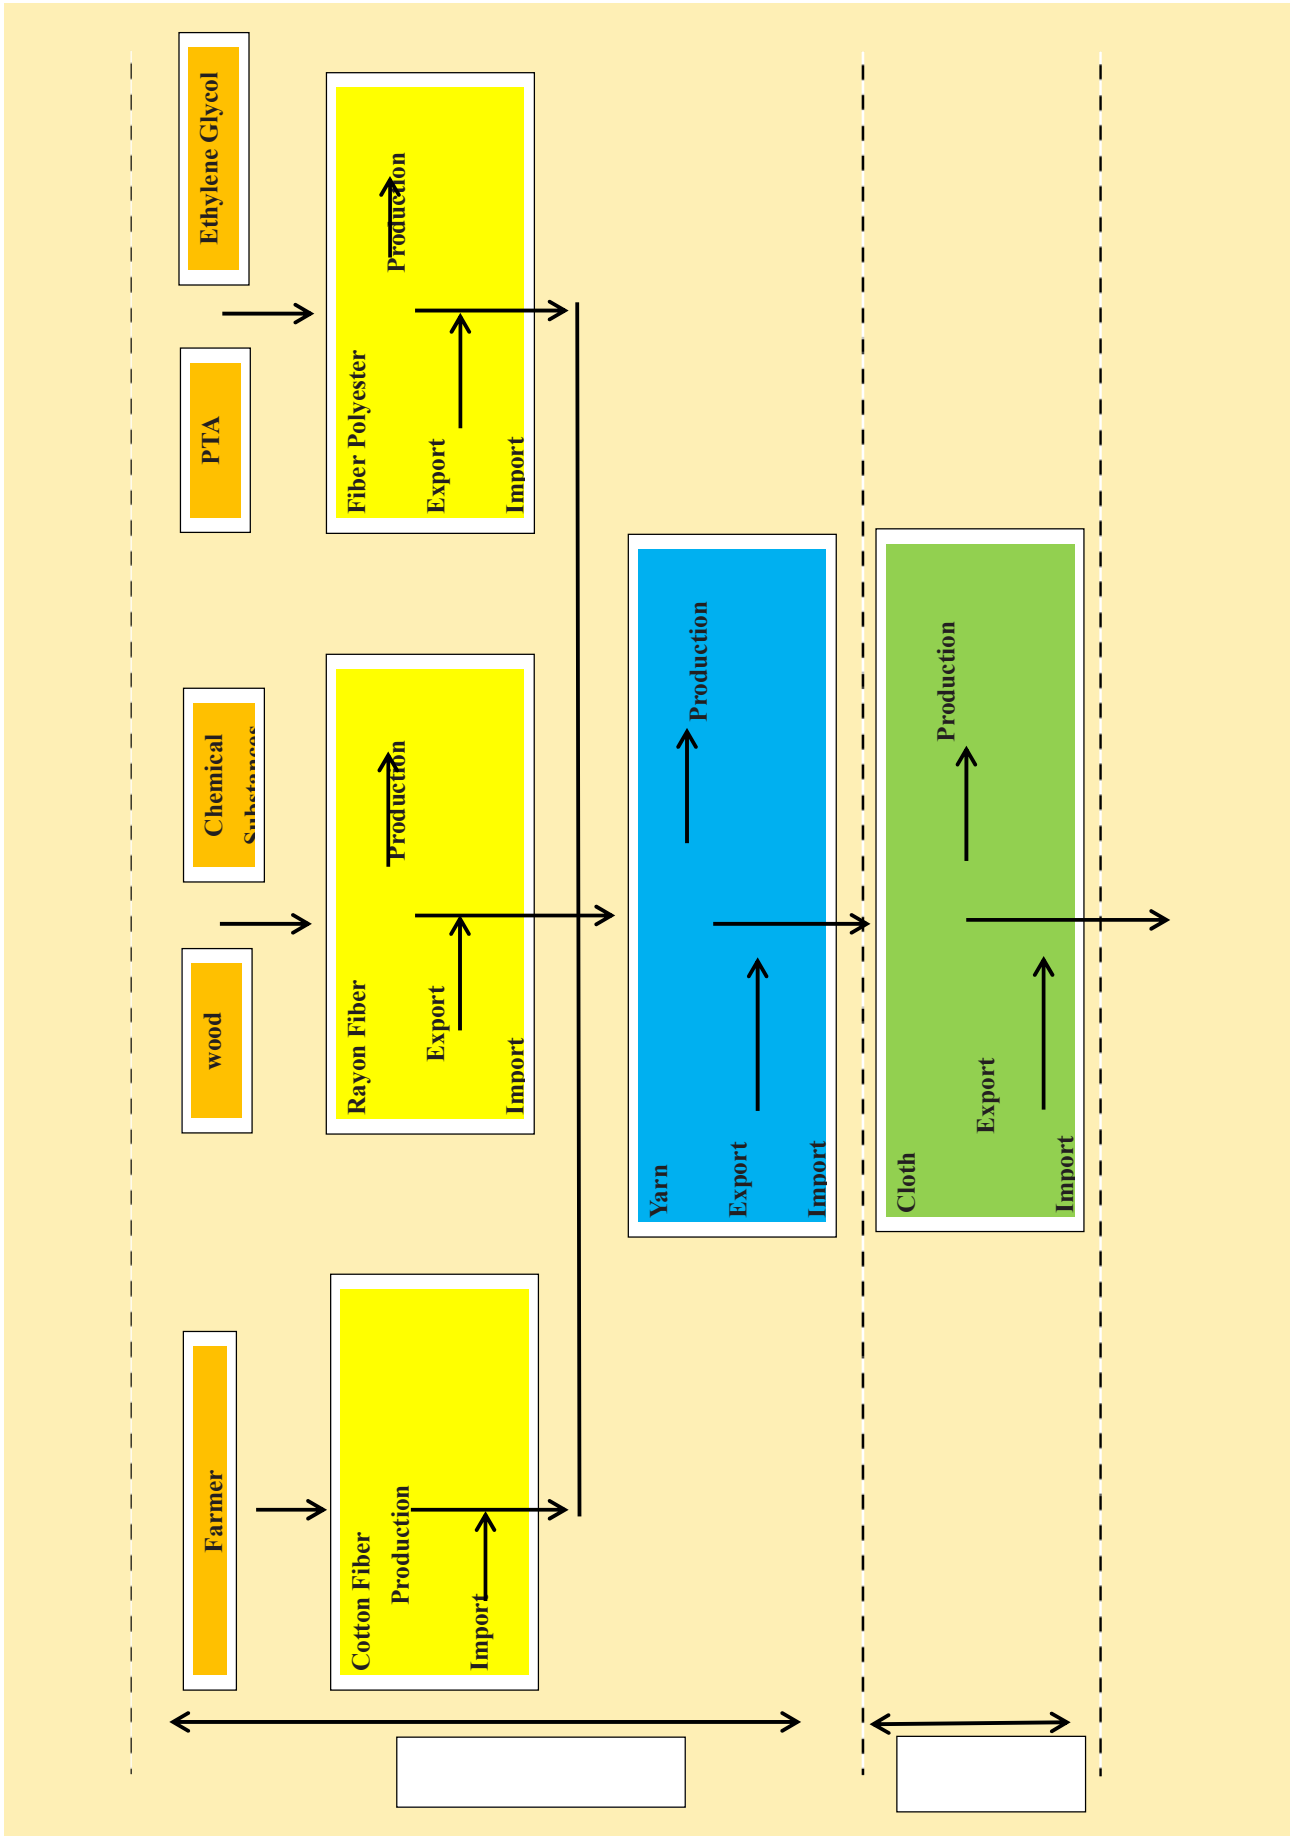 Farmer
wood
Chemical
Substances
PTA
Ethylene Glycol
Cotton Fiber
Production
Import
Rayon Fiber
Production
Export
Import
Fiber Polyester
Production
Export
Import
Yarn
Production
Export
Import
Cloth
Production
Export
Import